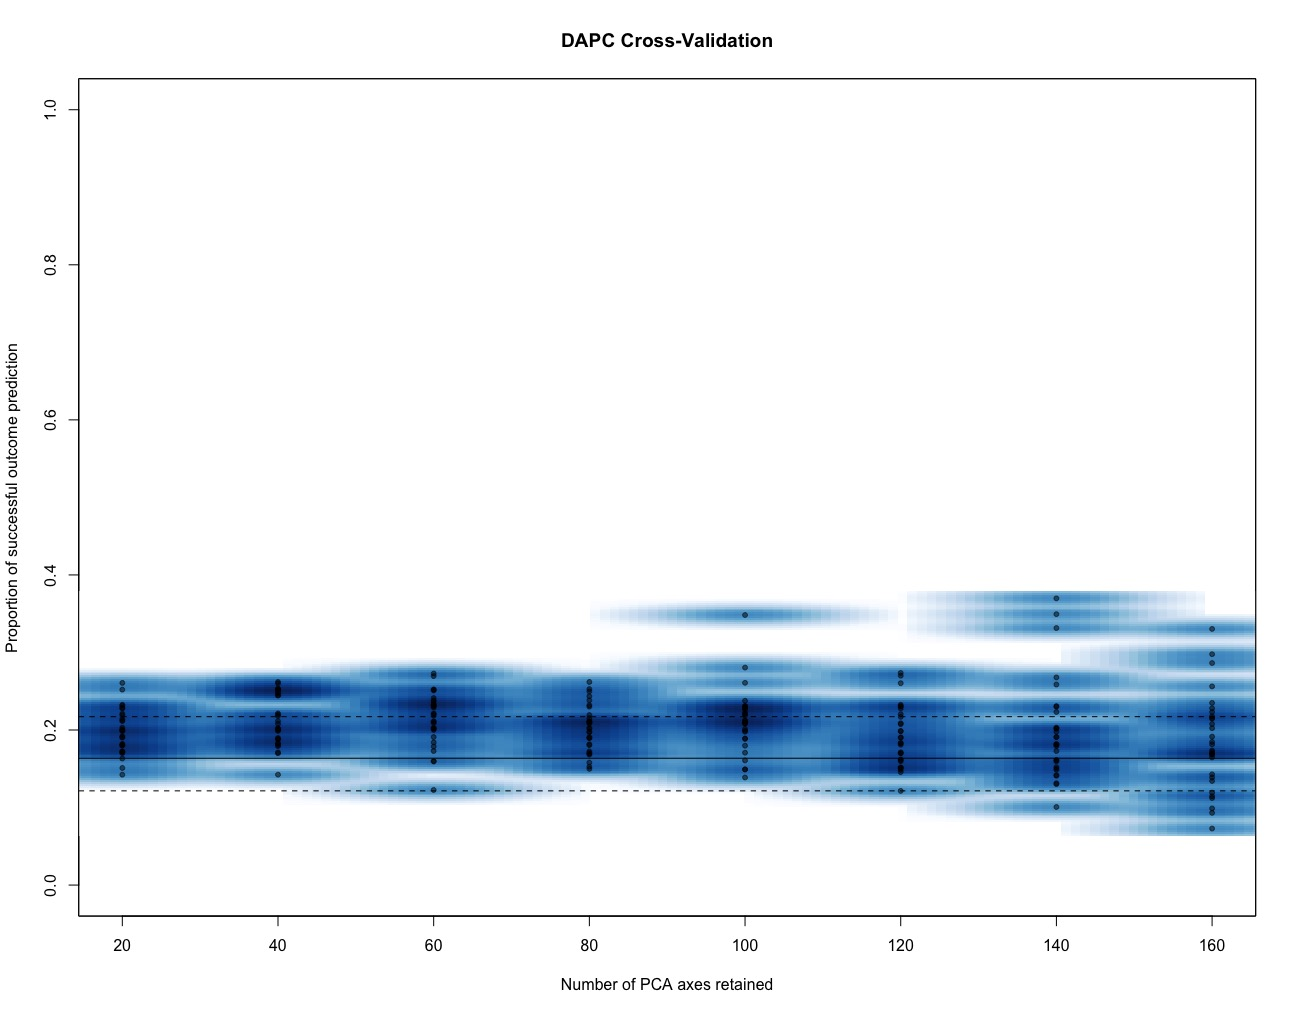 DAPC Cross-Validation
Proportion of successful outcome prediction
1.0
0.8
0.6
0.4
0.2
0.0
20 40 60 80 100 120 140 160
Number of PCA axes retained